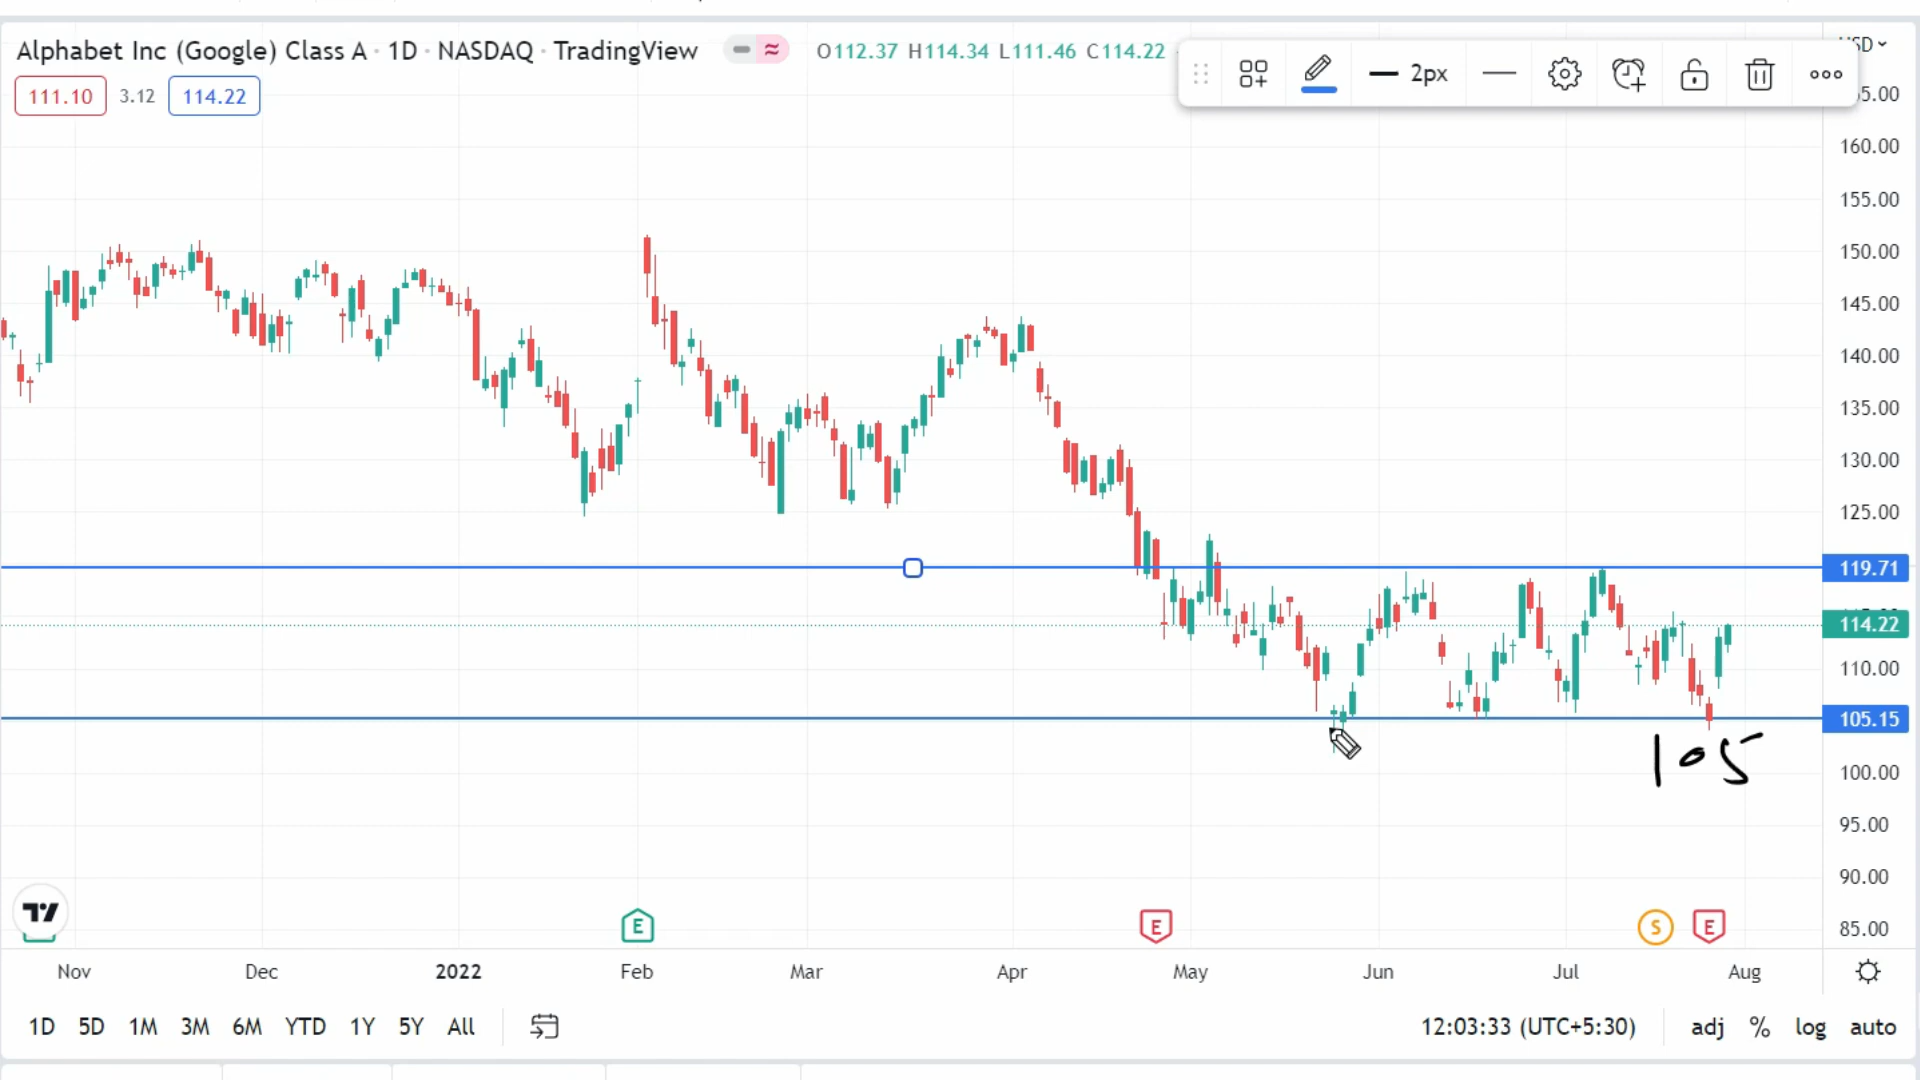 Alphabet Inc (Google) Class A · 1D · NASDAQ · TradingView
O112.37 H114.34 L111.46 C114.22
2px
111.10 3.12 114.22
160.00
155.00
150.00
145.00
140.00
135.00
130.00
125.00
119.71
114.22
110.00
105.15
105
100.00
95.00
90.00
85.00
E E S E
Nov Dec 2022 Feb Mar Apr May Jun Jul Aug
1D 5D 1M 3M 6M YTD 1Y 5Y All
12:03:33 (UTC+5:30) adj % log auto